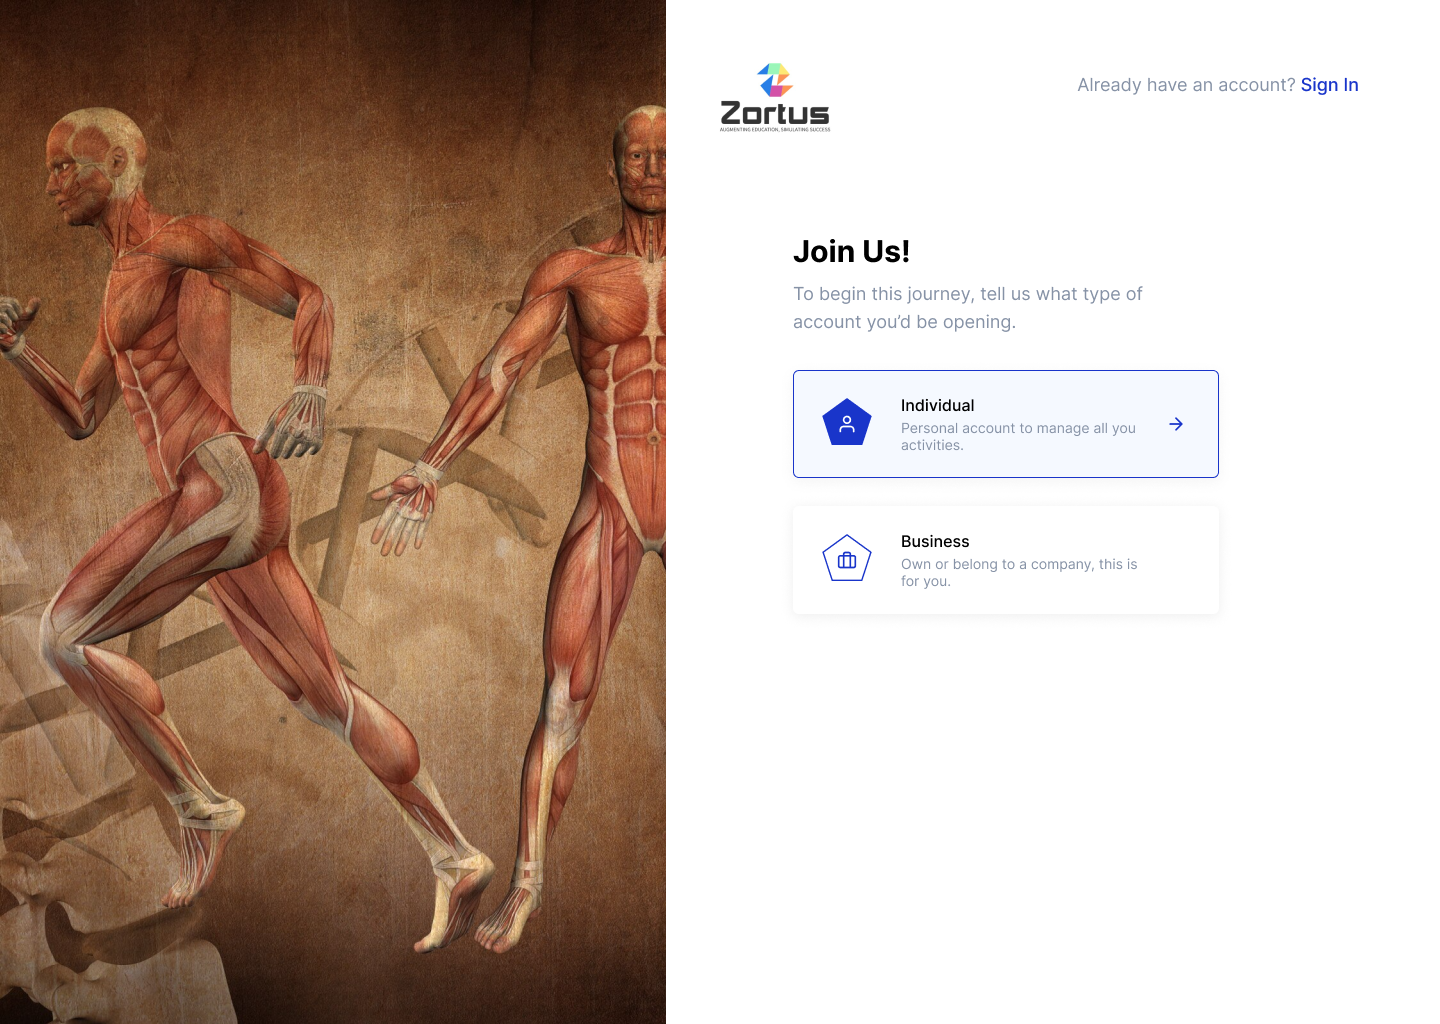 Zortus
AUGMENTING EDUCATION, SIMULATING SUCCESS
Already have an account? Sign In
Join Us!
To begin this journey, tell us what type of
account you’d be opening.
Individual
Personal account to manage all you
activities.
Business
Own or belong to a company, this is
for you.